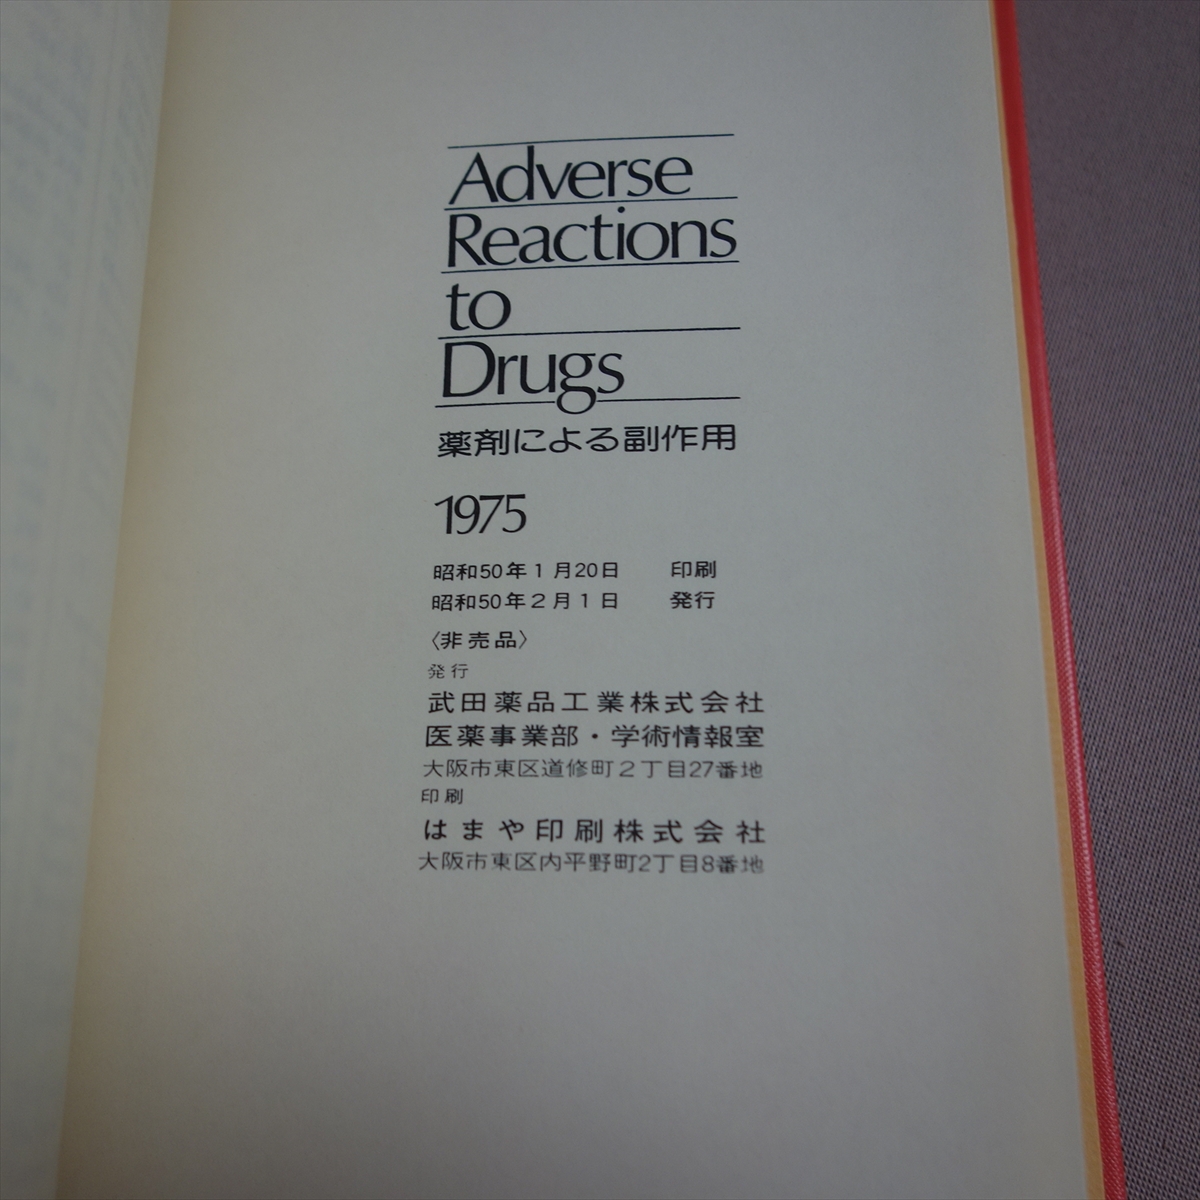 Adverse
Reactions
to
Drugs
薬剤による副作用
1975
昭和50年1月20日 印刷
昭和50年2月1日 発行
〈非売品〉
発行
武田薬品工業株式会社
医薬事業部・学術情報室
大阪市東区道修町2丁目27番地
印刷
はまや印刷株式会社
大阪市東区内平野町2丁目8番地